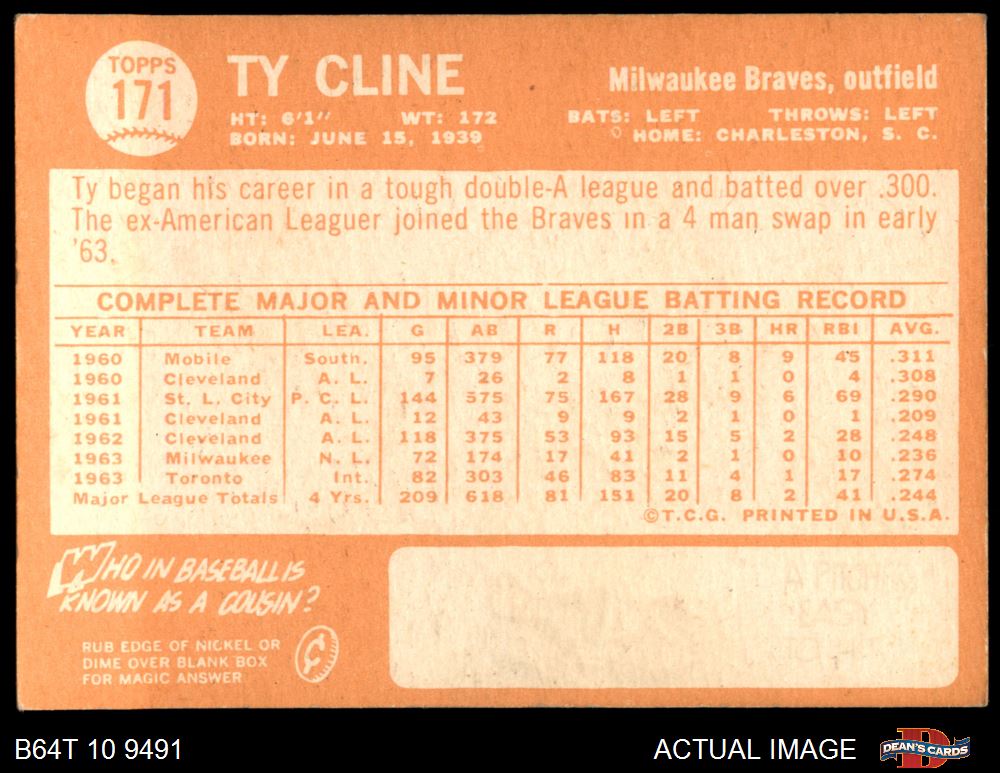 TOPPS
171
TY CLINE
Milwaukee Braves, outfield
HT: 6'1" WT: 172 BATS: LEFT THROWS: LEFT
BORN: JUNE 15, 1939 HOME: CHARLESTON, S. C.
Ty began his career in a tough double-A league and batted over .300.
The ex-American Leaguer joined the Braves in a 4 man swap in early
'63.
COMPLETE MAJOR AND MINOR LEAGUE BATTING RECORD
YEAR TEAM LEA. G AB R H 2B 3B HR RBI AVG.
1960 Mobile South. 95 379 77 118 20 8 9 45 .311
1960 Cleveland A. L. 7 26 2 8 1 1 0 4 .308
1961 St. L. City P. C. L. 144 575 75 167 28 9 6 69 .290
1961 Cleveland A. L. 12 43 9 9 2 1 0 1 .209
1962 Cleveland A. L. 118 375 53 93 15 5 2 28 .248
1963 Milwaukee N. L. 72 174 17 41 2 1 0 10 .236
1963 Toronto Int. 82 303 46 83 11 4 1 17 .274
Major League Totals 4 Yrs. 209 618 81 151 20 8 2 41 .244
©T.C.G. PRINTED IN U.S.A.
WHO IN BASEBALL IS
KNOWN AS A COUSIN?
RUB EDGE OF NICKEL OR
DIME OVER BLANK BOX
FOR MAGIC ANSWER
B64T 10 9491
ACTUAL IMAGE
DEAN'S CARDS